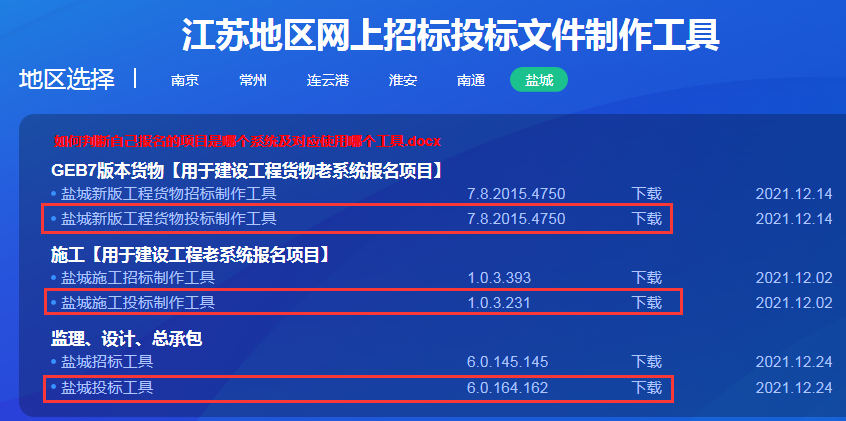 江苏地区网上招标投标文件制作工具
地区选择 | 南京 常州 连云港 淮安 南通 盐城
如何判断自己报名的项目是哪个系统及对应使用哪个工具.docx
GEB7版本货物【用于建设工程货物老系统报名项目】
盐城新版工程货物招标制作工具 7.8.2015.4750 下载 2021.12.14
盐城新版工程货物投标制作工具 7.8.2015.4750 下载 2021.12.14
施工【用于建设工程老系统报名项目】
盐城施工招标制作工具 1.0.3.393 下载 2021.12.02
盐城施工投标制作工具 1.0.3.231 下载 2021.12.02
监理、设计、总承包
盐城招标工具 6.0.145.145 下载 2021.12.24
盐城投标工具 6.0.164.162 下载 2021.12.24